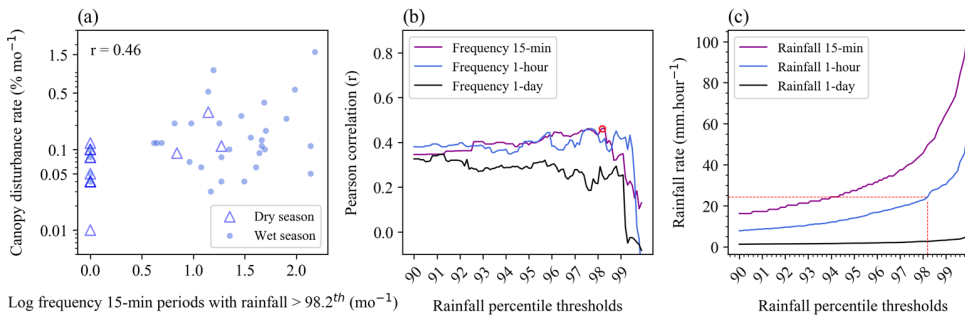 (a)
Canopy disturbance rate (% mo⁻¹)
r = 0.46
1.5
0.5
0.1
0.05
0.01
Dry season
Wet season
0.0 0.5 1.0 1.5 2.0
Log frequency 15-min periods with rainfall > 98.2ᵗʰ (mo⁻¹)
(b)
Pearson correlation (r)
Frequency 15-min
Frequency 1-hour
Frequency 1-day
0.8
0.6
0.4
0.2
0.0
90 91 92 93 94 95 96 97 98 99
Rainfall percentile thresholds
(c)
Rainfall rate (mm.hour⁻¹)
Rainfall 15-min
Rainfall 1-hour
Rainfall 1-day
100
80
60
40
20
0
90 91 92 93 94 95 96 97 98 99
Rainfall percentile thresholds